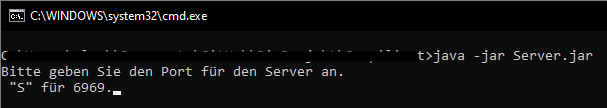 C:\WINDOWS\system32\cmd.exe
t>java -jar Server.jar
Bitte geben Sie den Port für den Server an.
"S" für 6969.